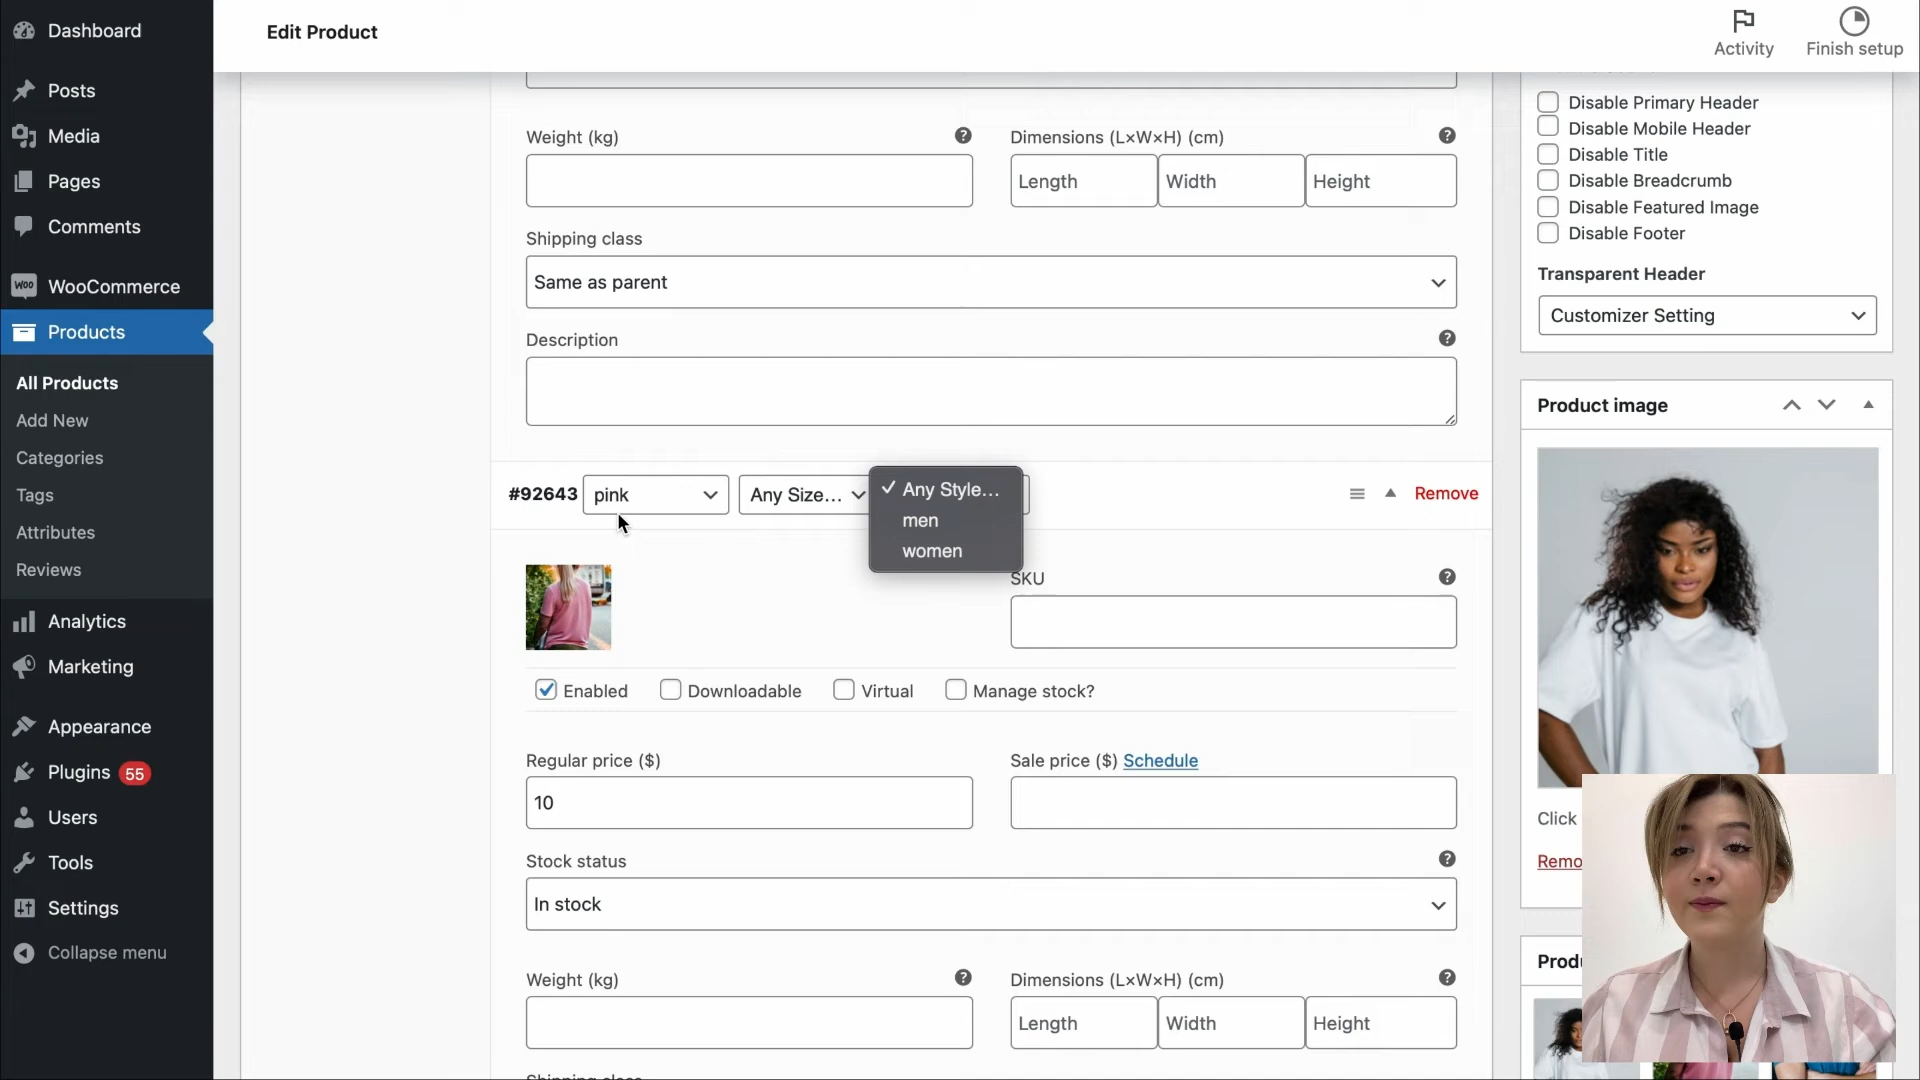 Dashboard
Posts
Media
Pages
Comments
WOO WooCommerce
Products
All Products
Add New
Categories
Tags
Attributes
Reviews
Analytics
Marketing
Appearance
Plugins 55
Users
Tools
Settings
Collapse menu
Edit Product
Activity
Finish setup
Weight (kg)
Dimensions (L×W×H) (cm)
Length Width Height
Shipping class
Same as parent
Description
#92643 pink Any Size... Any Style... Remove
men
women
SKU
Enabled Downloadable Virtual Manage stock?
Regular price ($)
Sale price ($) Schedule
10
Stock status
In stock
Weight (kg)
Dimensions (L×W×H) (cm)
Length Width Height
Disable Primary Header
Disable Mobile Header
Disable Title
Disable Breadcrumb
Disable Featured Image
Disable Footer
Transparent Header
Customizer Setting
Product image
Click
Remo
Produ